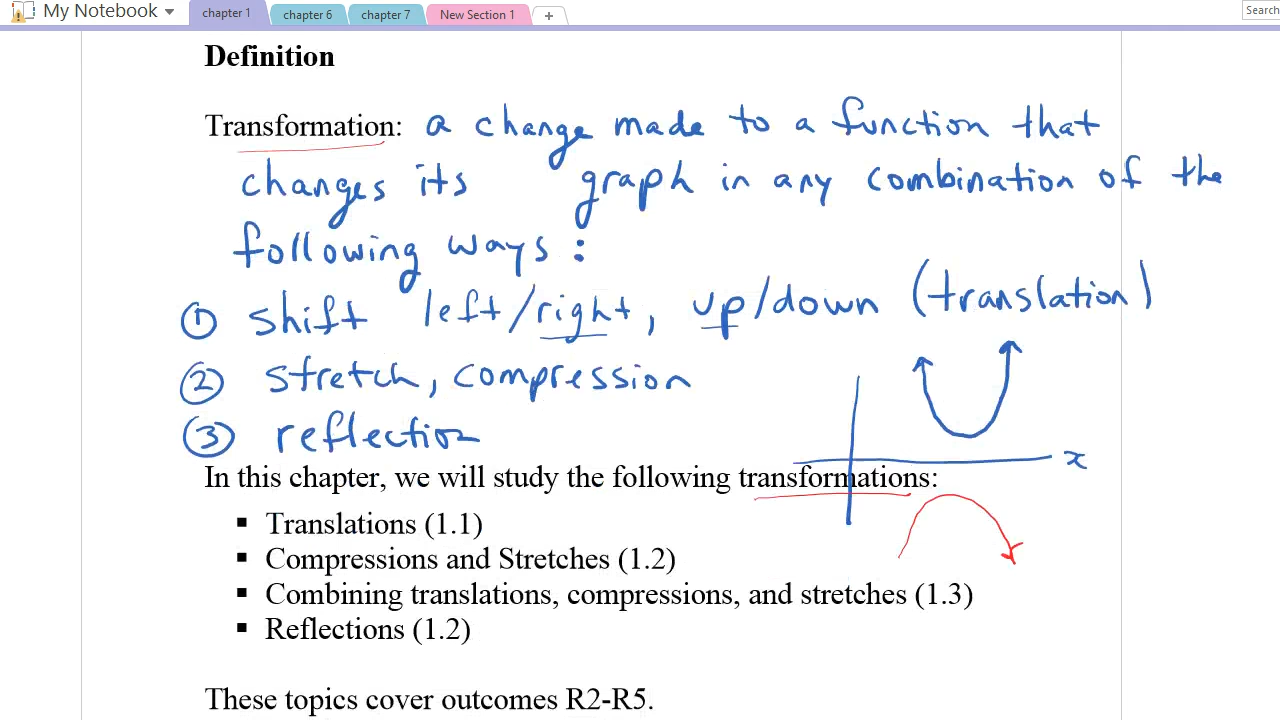 My Notebook chapter 1 chapter 6 chapter 7 New Section 1 + Search
Definition
Transformation: a change made to a function that
changes its graph in any combination of the
following ways:
① shift left/right, up/down (translation)
② stretch, compression
③ reflection
x
In this chapter, we will study the following transformations:
▪ Translations (1.1)
▪ Compressions and Stretches (1.2)
▪ Combining translations, compressions, and stretches (1.3)
▪ Reflections (1.2)
These topics cover outcomes R2-R5.